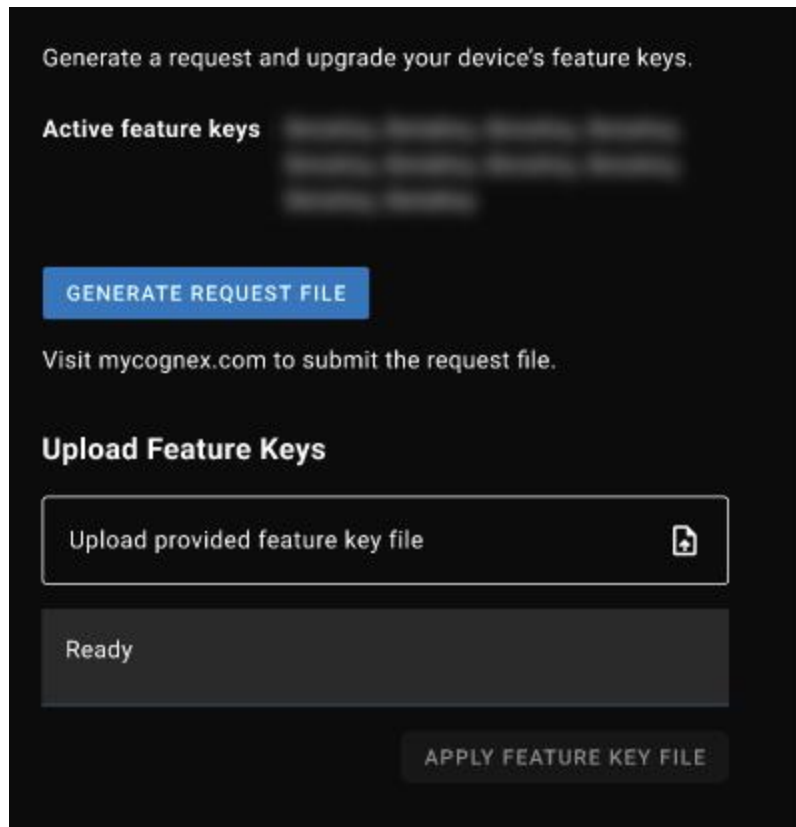 Generate a request and upgrade your device's feature keys.
Active feature keys
GENERATE REQUEST FILE
Visit mycognex.com to submit the request file.
Upload Feature Keys
Upload provided feature key file
Ready
APPLY FEATURE KEY FILE